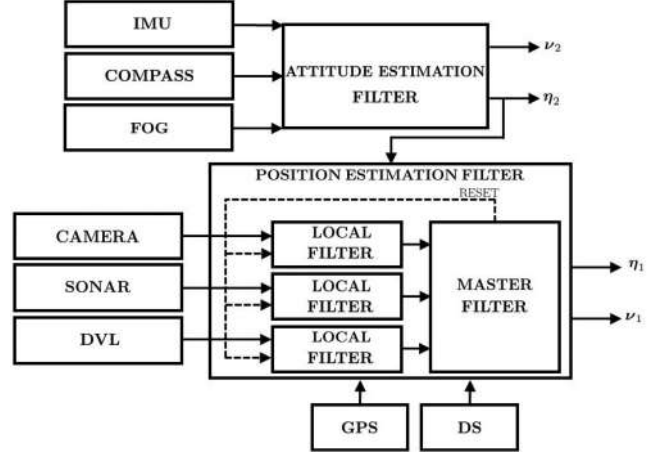 IMU
COMPASS
FOG
ATTITUDE ESTIMATION
FILTER
ν₂
η₂
POSITION ESTIMATION FILTER
RESET
CAMERA
SONAR
DVL
LOCAL
FILTER
LOCAL
FILTER
LOCAL
FILTER
MASTER
FILTER
η₁
ν₁
GPS
DS